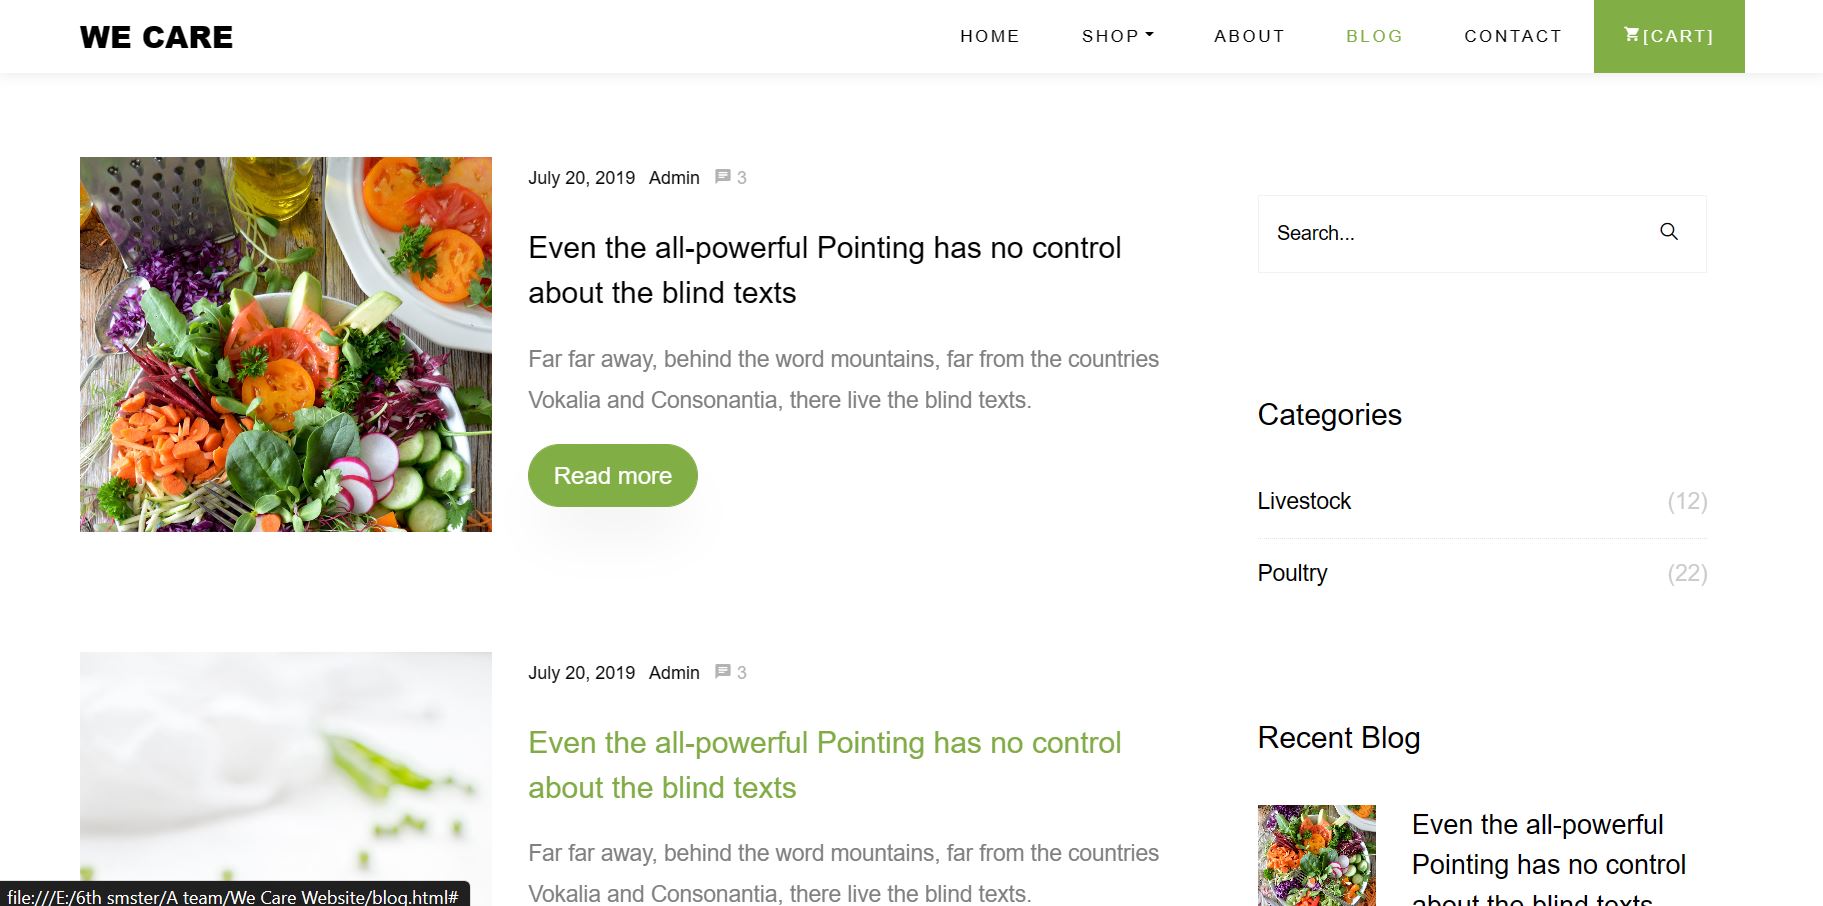 WE CARE
HOME SHOP ABOUT BLOG CONTACT [CART]
July 20, 2019 Admin 3
Even the all-powerful Pointing has no control
about the blind texts
Far far away, behind the word mountains, far from the countries
Vokalia and Consonantia, there live the blind texts.
Read more
July 20, 2019 Admin 3
Even the all-powerful Pointing has no control
about the blind texts
Far far away, behind the word mountains, far from the countries
Vokalia and Consonantia, there live the blind texts.
Search...
Categories
Livestock (12)
Poultry (22)
Recent Blog
Even the all-powerful
Pointing has no control
about the blind texts
file:///E:/6th smster/A team/We Care Website/blog.html#